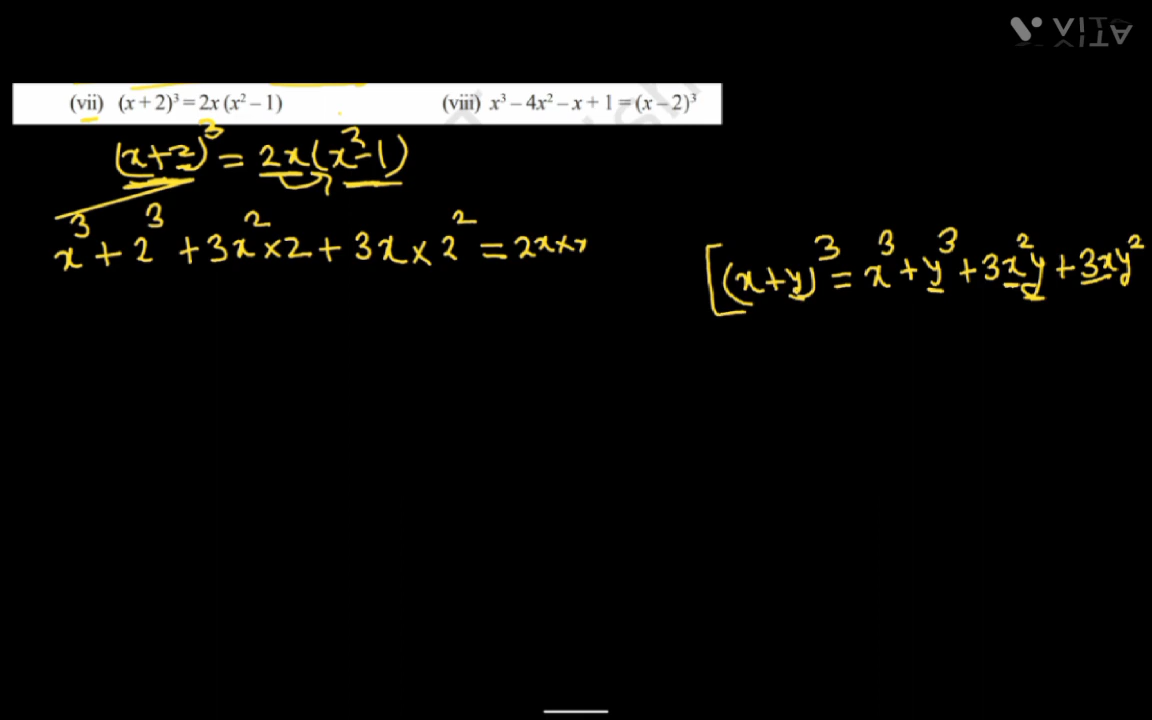 VITA
(vii) (x + 2)³ = 2x (x² – 1) (viii) x³ – 4x² – x + 1 = (x – 2)³
(x+2)³ = 2x(x³-1)
x³ + 2³ + 3x² × 2 + 3x × 2² = 2x × x
[(x+y)³ = x³ + y³ + 3x²y + 3xy²